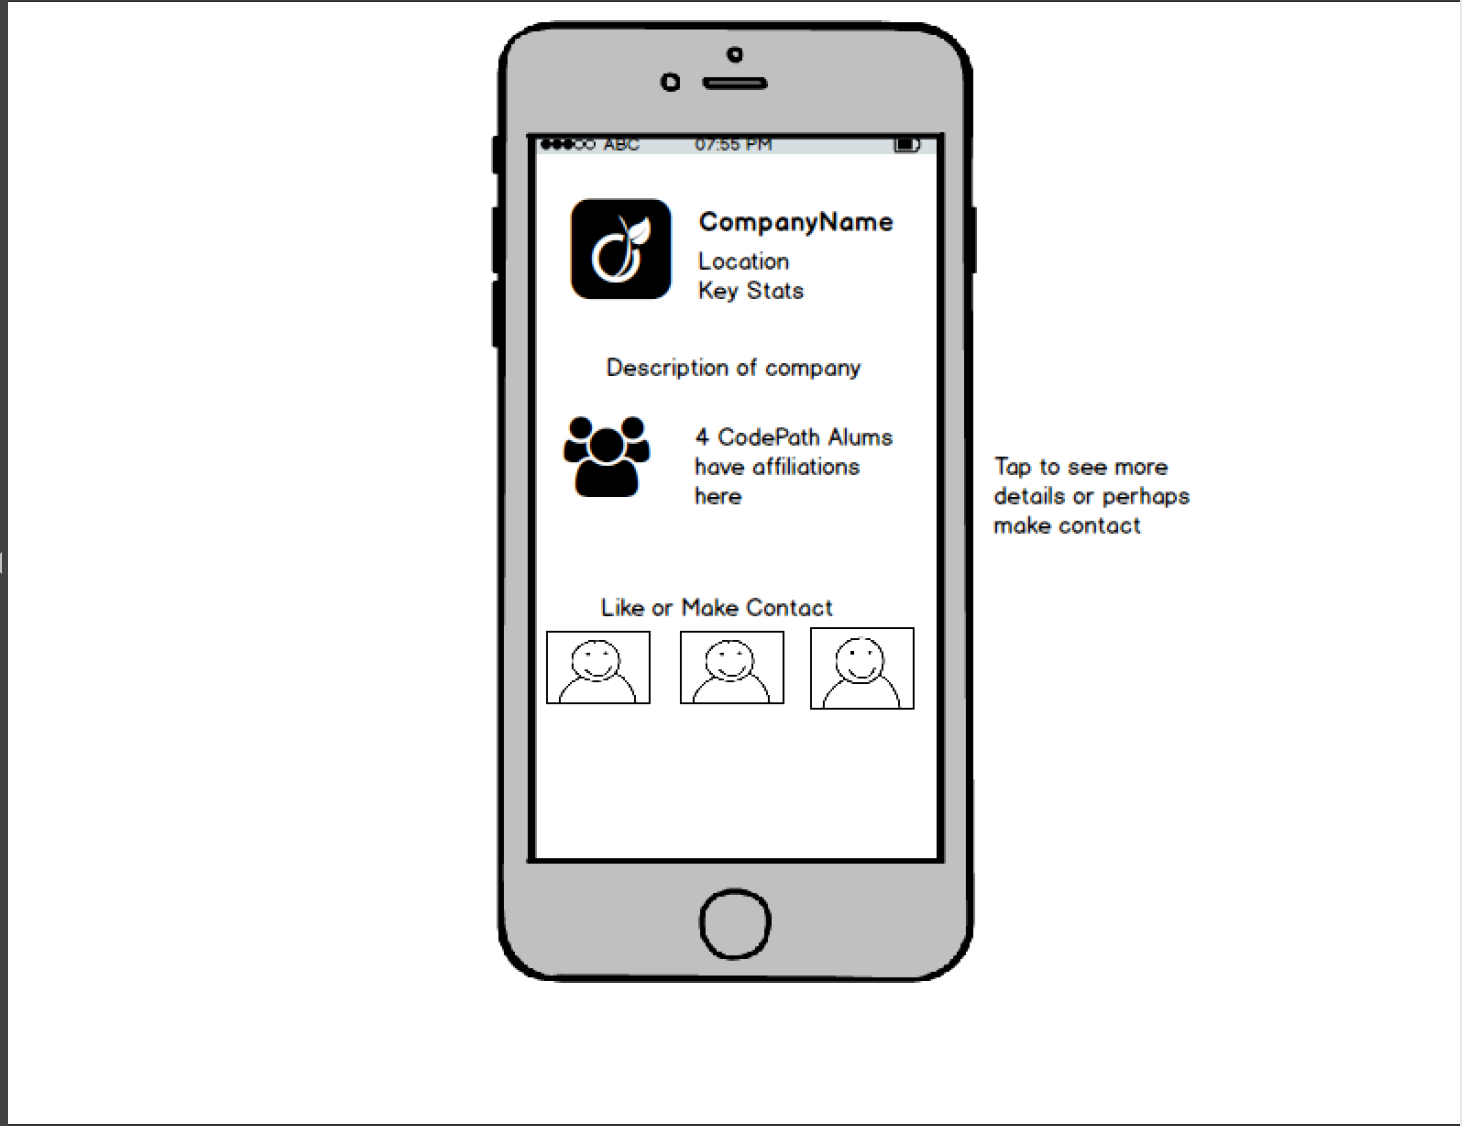 ABC 07:55 PM
CompanyName
Location
Key Stats
Description of company
4 CodePath Alums
have affiliations
here
Tap to see more
details or perhaps
make contact
Like or Make Contact